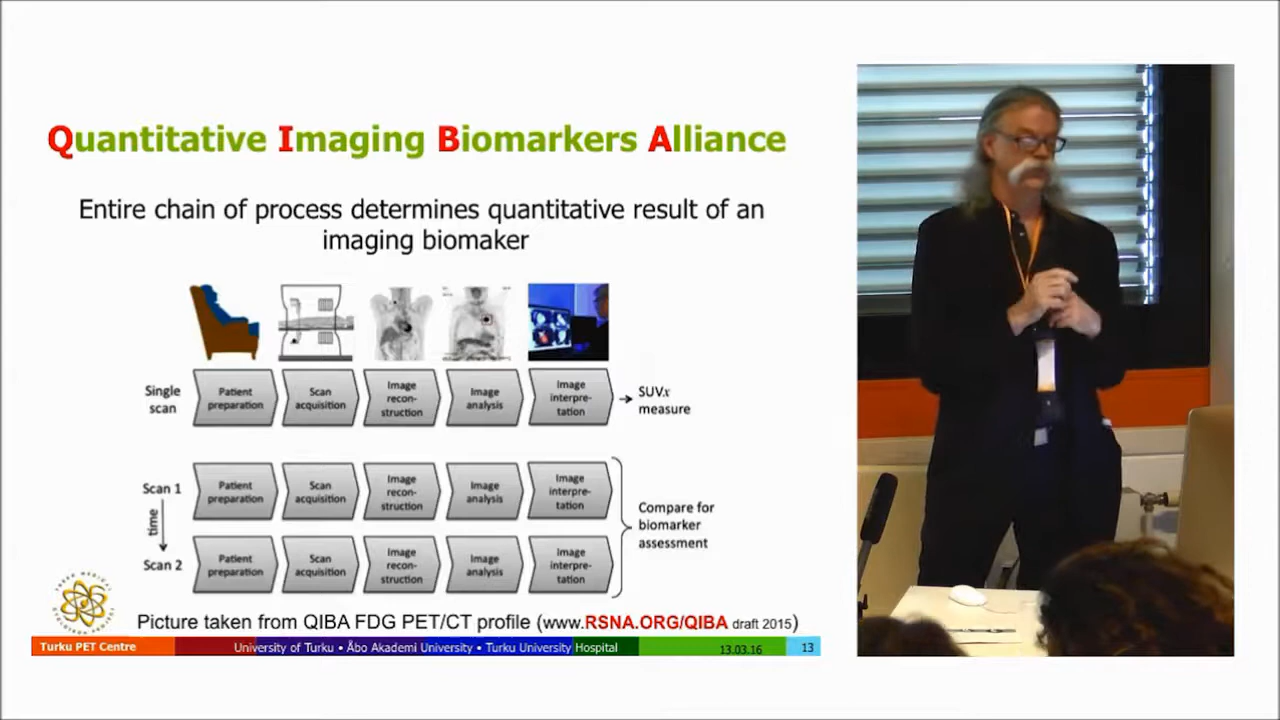 Quantitative Imaging Biomarkers Alliance
Entire chain of process determines quantitative result of an
imaging biomaker
Single
scan
Patient
preparation
Scan
acquisition
Image
recon-
struction
Image
analysis
Image
interpre-
tation
SUVx
measure
Scan 1
Patient
preparation
Scan
acquisition
Image
recon-
struction
Image
analysis
Image
interpre-
tation
time
Compare for
biomarker
assessment
Scan 2
Patient
preparation
Scan
acquisition
Image
recon-
struction
Image
analysis
Image
interpre-
tation
Picture taken from QIBA FDG PET/CT profile (www.RSNA.ORG/QIBA draft 2015)
Turku PET Centre
University of Turku • Åbo Akademi University • Turku University Hospital
13.03.16
13